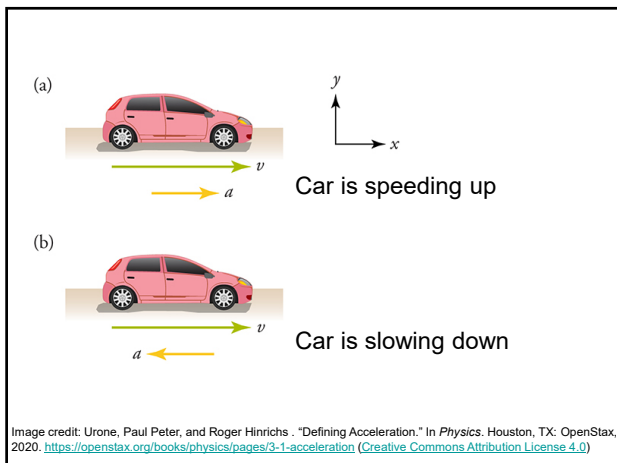 (a)
y
x
v
a
Car is speeding up
(b)
v
a
Car is slowing down
Image credit: Urone, Paul Peter, and Roger Hinrichs . “Defining Acceleration.” In Physics. Houston, TX: OpenStax,
2020. https://openstax.org/books/physics/pages/3-1-acceleration (Creative Commons Attribution License 4.0)